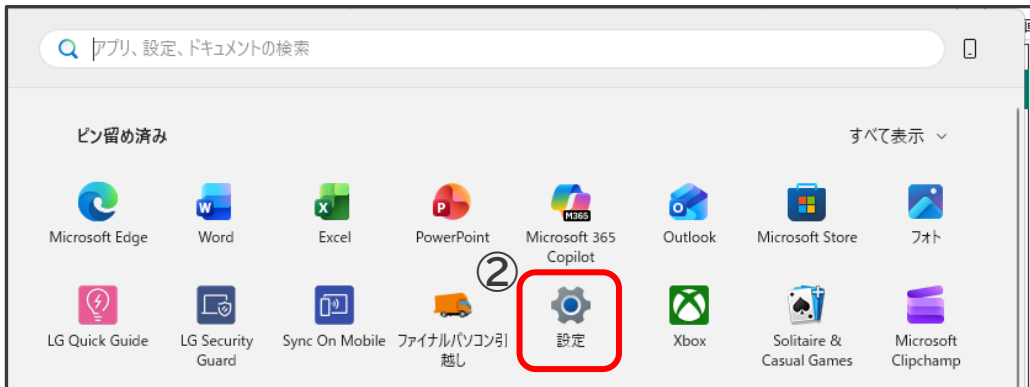 アプリ、設定、ドキュメントの検索
ピン留め済み
すべて表示
Microsoft Edge
Word
Excel
PowerPoint
Microsoft 365
Copilot
Outlook
Microsoft Store
フォト
②
LG Quick Guide
LG Security
Guard
Sync On Mobile
ファイナルパソコン引
越し
設定
Xbox
Solitaire &
Casual Games
Microsoft
Clipchamp
W
X
P
M365
O